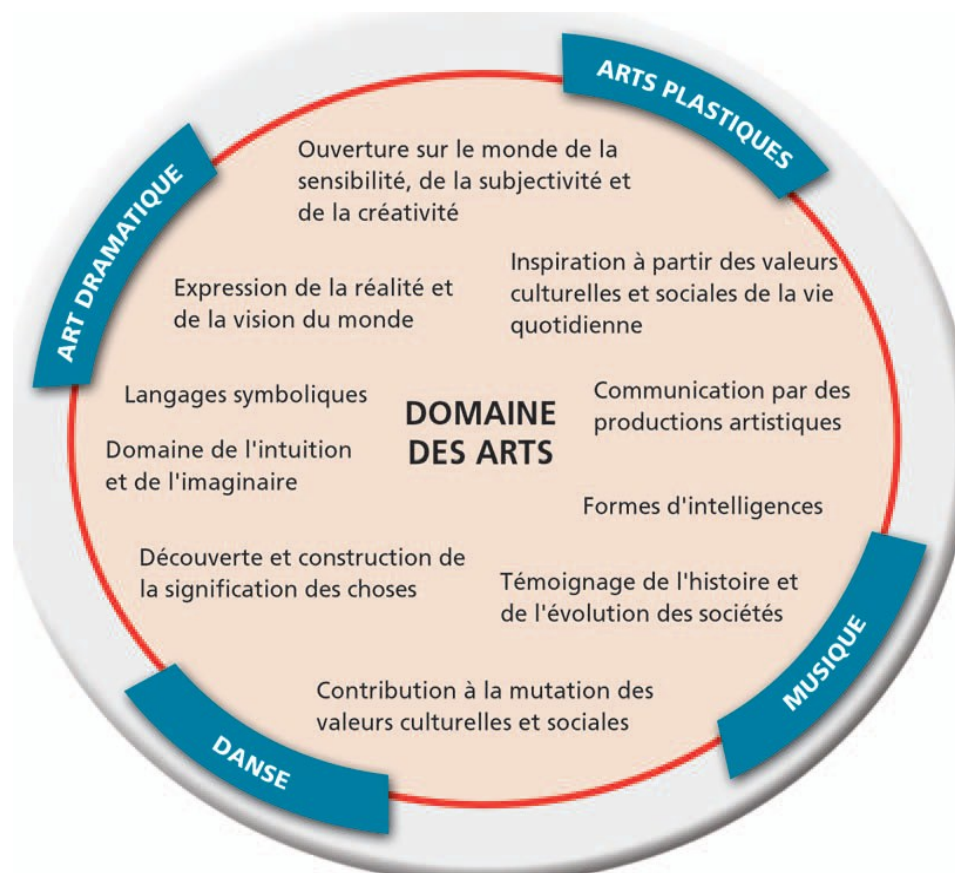 ARTS PLASTIQUES
ART DRAMATIQUE
Ouverture sur le monde de la
sensibilité, de la subjectivité et
de la créativité
Inspiration à partir des valeurs
culturelles et sociales de la vie
quotidienne
Expression de la réalité et
de la vision du monde
Langages symboliques
DOMAINE
DES ARTS
Communication par des
productions artistiques
Domaine de l'intuition
et de l'imaginaire
Formes d'intelligences
Découverte et construction de
la signification des choses
Témoignage de l'histoire et
de l'évolution des sociétés
Contribution à la mutation des
valeurs culturelles et sociales
MUSIQUE
DANSE